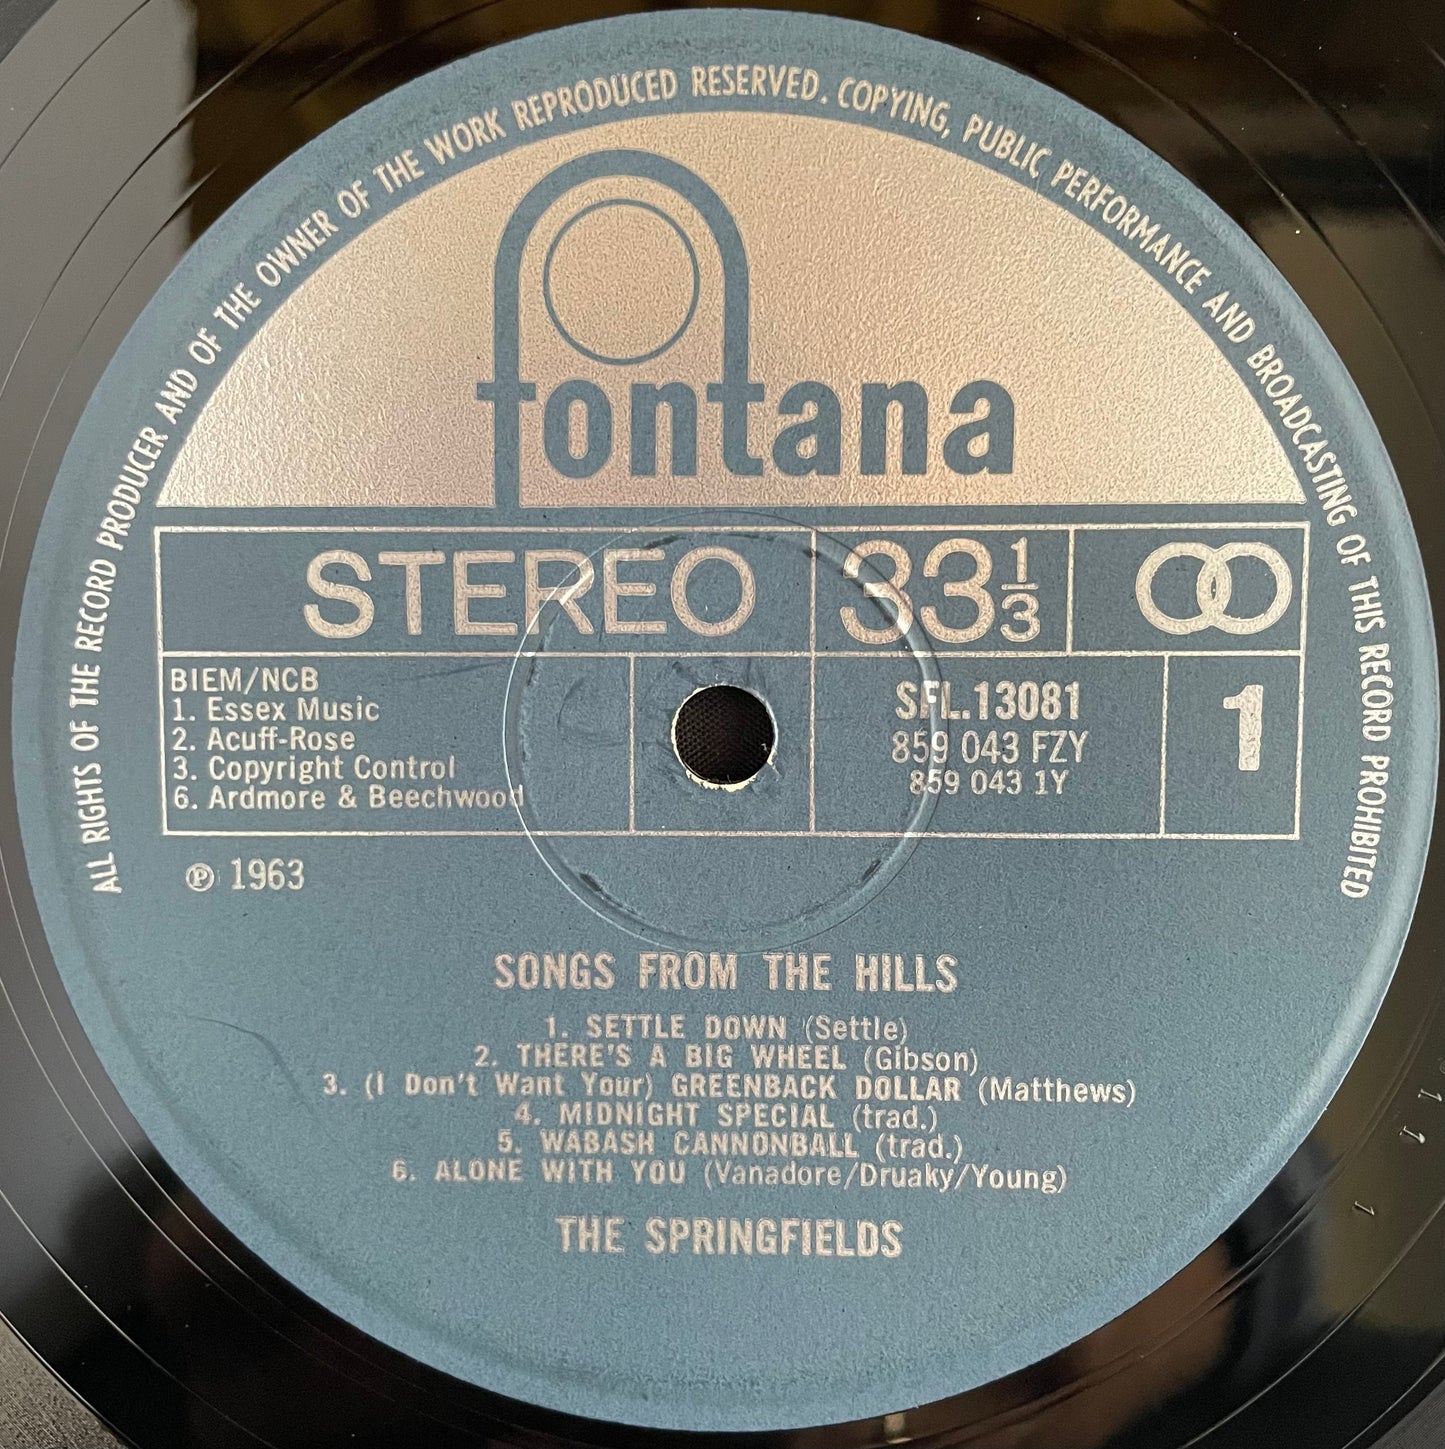 ALL RIGHTS OF THE RECORD PRODUCER AND OF THE OWNER OF THE WORK REPRODUCED RESERVED. COPYING, PUBLIC PERFORMANCE AND BROADCASTING OF THIS RECORD PROHIBITED
fontana
STEREO 33 1/3
BIEM/NCB
1. Essex Music
2. Acuff-Rose
3. Copyright Control
6. Ardmore & Beechwood
SFL.13081
859 043 FZY
859 043 1Y
1
℗ 1963
SONGS FROM THE HILLS
1. SETTLE DOWN (Settle)
2. THERE'S A BIG WHEEL (Gibson)
3. (I Don't Want Your) GREENBACK DOLLAR (Matthews)
4. MIDNIGHT SPECIAL (trad.)
5. WABASH CANNONBALL (trad.)
6. ALONE WITH YOU (Vanadore/Druaky/Young)
THE SPRINGFIELDS